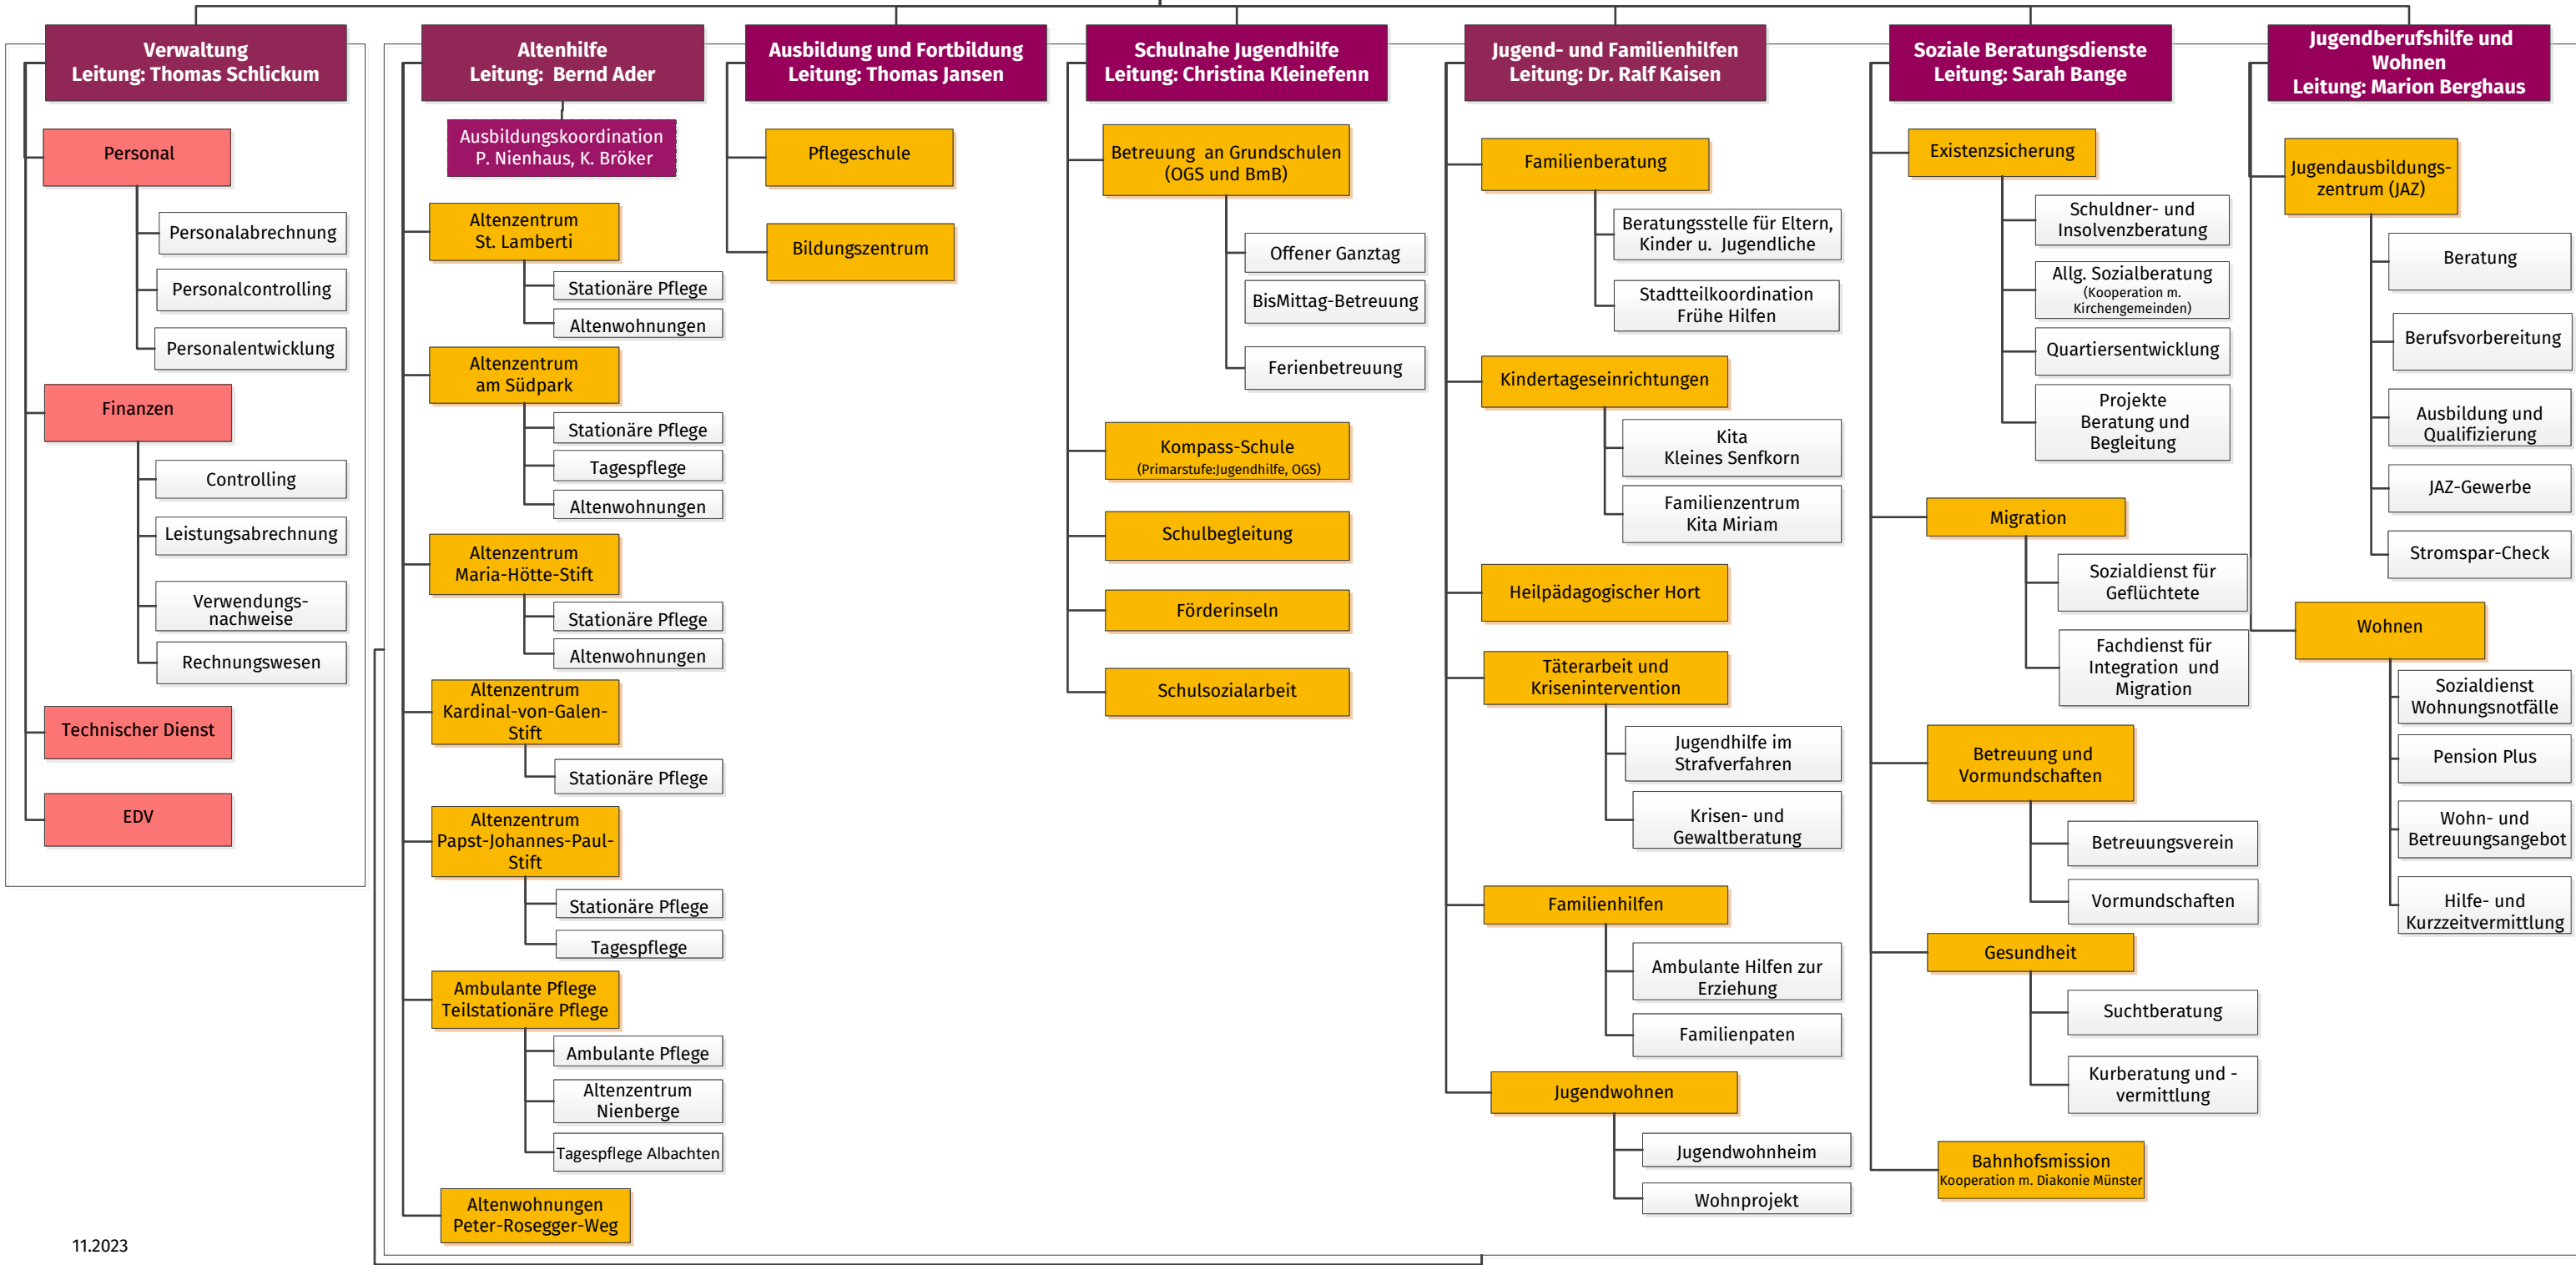 Verwaltung
Leitung: Thomas Schlickum
Personal
Personalabrechnung
Personalcontrolling
Personalentwicklung
Finanzen
Controlling
Leistungsabrechnung
Verwendungs-
nachweise
Rechnungswesen
Technischer Dienst
EDV
Altenhilfe
Leitung: Bernd Ader
Ausbildungskoordination
P. Nienhaus, K. Bröker
Altenzentrum
St. Lamberti
Stationäre Pflege
Altenwohnungen
Altenzentrum
am Südpark
Stationäre Pflege
Tagespflege
Altenwohnungen
Altenzentrum
Maria-Hötte-Stift
Stationäre Pflege
Altenwohnungen
Altenzentrum
Kardinal-von-Galen-
Stift
Stationäre Pflege
Altenzentrum
Papst-Johannes-Paul-
Stift
Stationäre Pflege
Tagespflege
Ambulante Pflege
Teilstationäre Pflege
Ambulante Pflege
Altenzentrum
Nienberge
Tagespflege Albachten
Altenwohnungen
Peter-Rosegger-Weg
Ausbildung und Fortbildung
Leitung: Thomas Jansen
Pflegeschule
Bildungszentrum
Schulnahe Jugendhilfe
Leitung: Christina Kleinefenn
Betreuung an Grundschulen
(OGS und BmB)
Offener Ganztag
BisMittag-Betreuung
Ferienbetreuung
Kompass-Schule
(Primarstufe:Jugendhilfe, OGS)
Schulbegleitung
Förderinseln
Schulsozialarbeit
Jugend- und Familienhilfen
Leitung: Dr. Ralf Kaisen
Familienberatung
Beratungsstelle für Eltern,
Kinder u. Jugendliche
Stadtteilkoordination
Frühe Hilfen
Kindertageseinrichtungen
Kita
Kleines Senfkorn
Familienzentrum
Kita Miriam
Heilpädagogischer Hort
Täterarbeit und
Krisenintervention
Jugendhilfe im
Strafverfahren
Krisen- und
Gewaltberatung
Familienhilfen
Ambulante Hilfen zur
Erziehung
Familienpaten
Jugendwohnen
Jugendwohnheim
Wohnprojekt
Soziale Beratungsdienste
Leitung: Sarah Bange
Existenzsicherung
Schuldner- und
Insolvenzberatung
Allg. Sozialberatung
(Kooperation m.
Kirchengemeinden)
Quartiersentwicklung
Projekte
Beratung und
Begleitung
Migration
Sozialdienst für
Geflüchtete
Fachdienst für
Integration und
Migration
Betreuung und
Vormundschaften
Betreuungsverein
Vormundschaften
Gesundheit
Suchtberatung
Kurberatung und -
vermittlung
Bahnhofsmission
Kooperation m. Diakonie Münster
Jugendberufshilfe und
Wohnen
Leitung: Marion Berghaus
Jugendausbildungs-
zentrum (JAZ)
Beratung
Berufsvorbereitung
Ausbildung und
Qualifizierung
JAZ-Gewerbe
Stromspar-Check
Wohnen
Sozialdienst
Wohnungsnotfälle
Pension Plus
Wohn- und
Betreuungsangebot
Hilfe- und
Kurzzeitvermittlung
11.2023